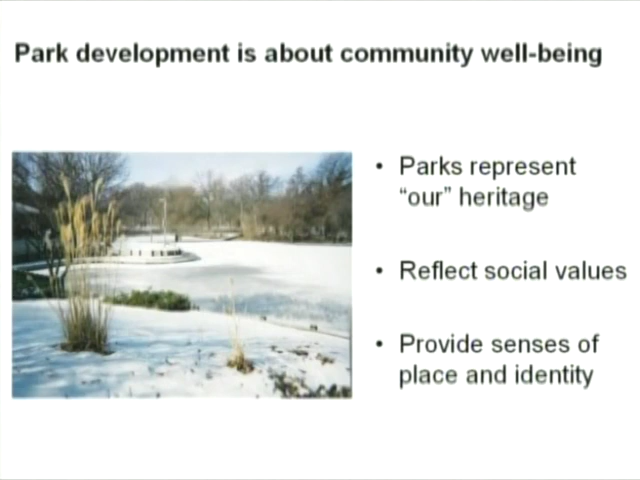 Park development is about community well-being
• Parks represent
“our” heritage
• Reflect social values
• Provide senses of
place and identity